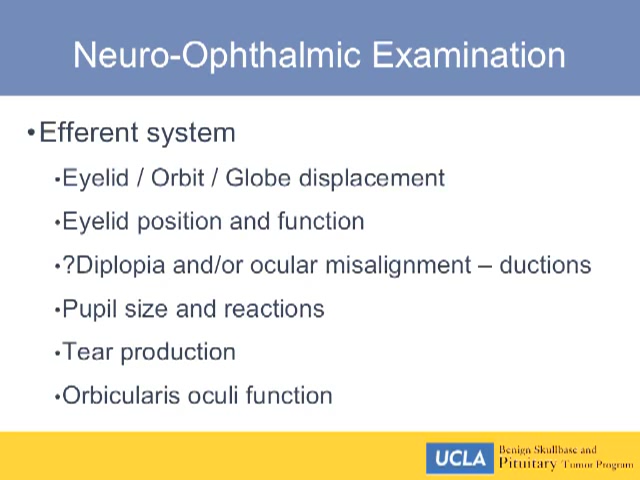 Neuro-Ophthalmic Examination
•Efferent system
•Eyelid / Orbit / Globe displacement
•Eyelid position and function
•?Diplopia and/or ocular misalignment – ductions
•Pupil size and reactions
•Tear production
•Orbicularis oculi function
UCLA
Benign Skullbase and
Pituitary Tumor Program